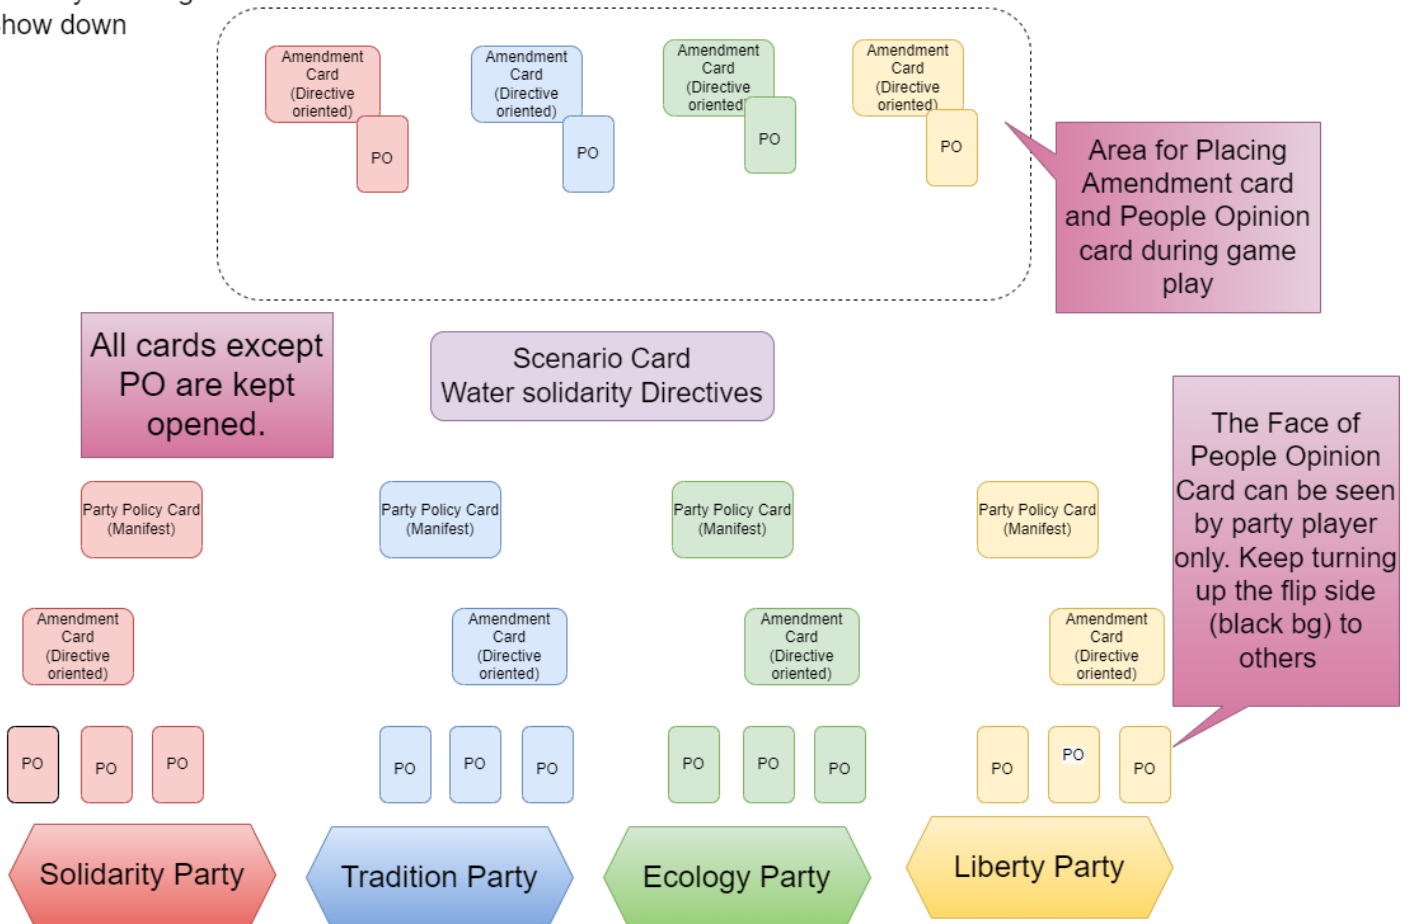 how down
Amendment
Card
(Directive
oriented)
PO
Amendment
Card
(Directive
oriented)
PO
Amendment
Card
(Directive
oriented)
PO
Amendment
Card
(Directive
oriented)
PO
Area for Placing
Amendment card
and People Opinion
card during game
play
All cards except
PO are kept
opened.
Scenario Card
Water solidarity Directives
The Face of
People Opinion
Card can be seen
by party player
only. Keep turning
up the flip side
(black bg) to
others
Party Policy Card
(Manifest)
Party Policy Card
(Manifest)
Party Policy Card
(Manifest)
Party Policy Card
(Manifest)
Amendment
Card
(Directive
oriented)
Amendment
Card
(Directive
oriented)
Amendment
Card
(Directive
oriented)
Amendment
Card
(Directive
oriented)
PO
PO
PO
PO
PO
PO
PO
PO
PO
PO
PO
PO
Solidarity Party
Tradition Party
Ecology Party
Liberty Party